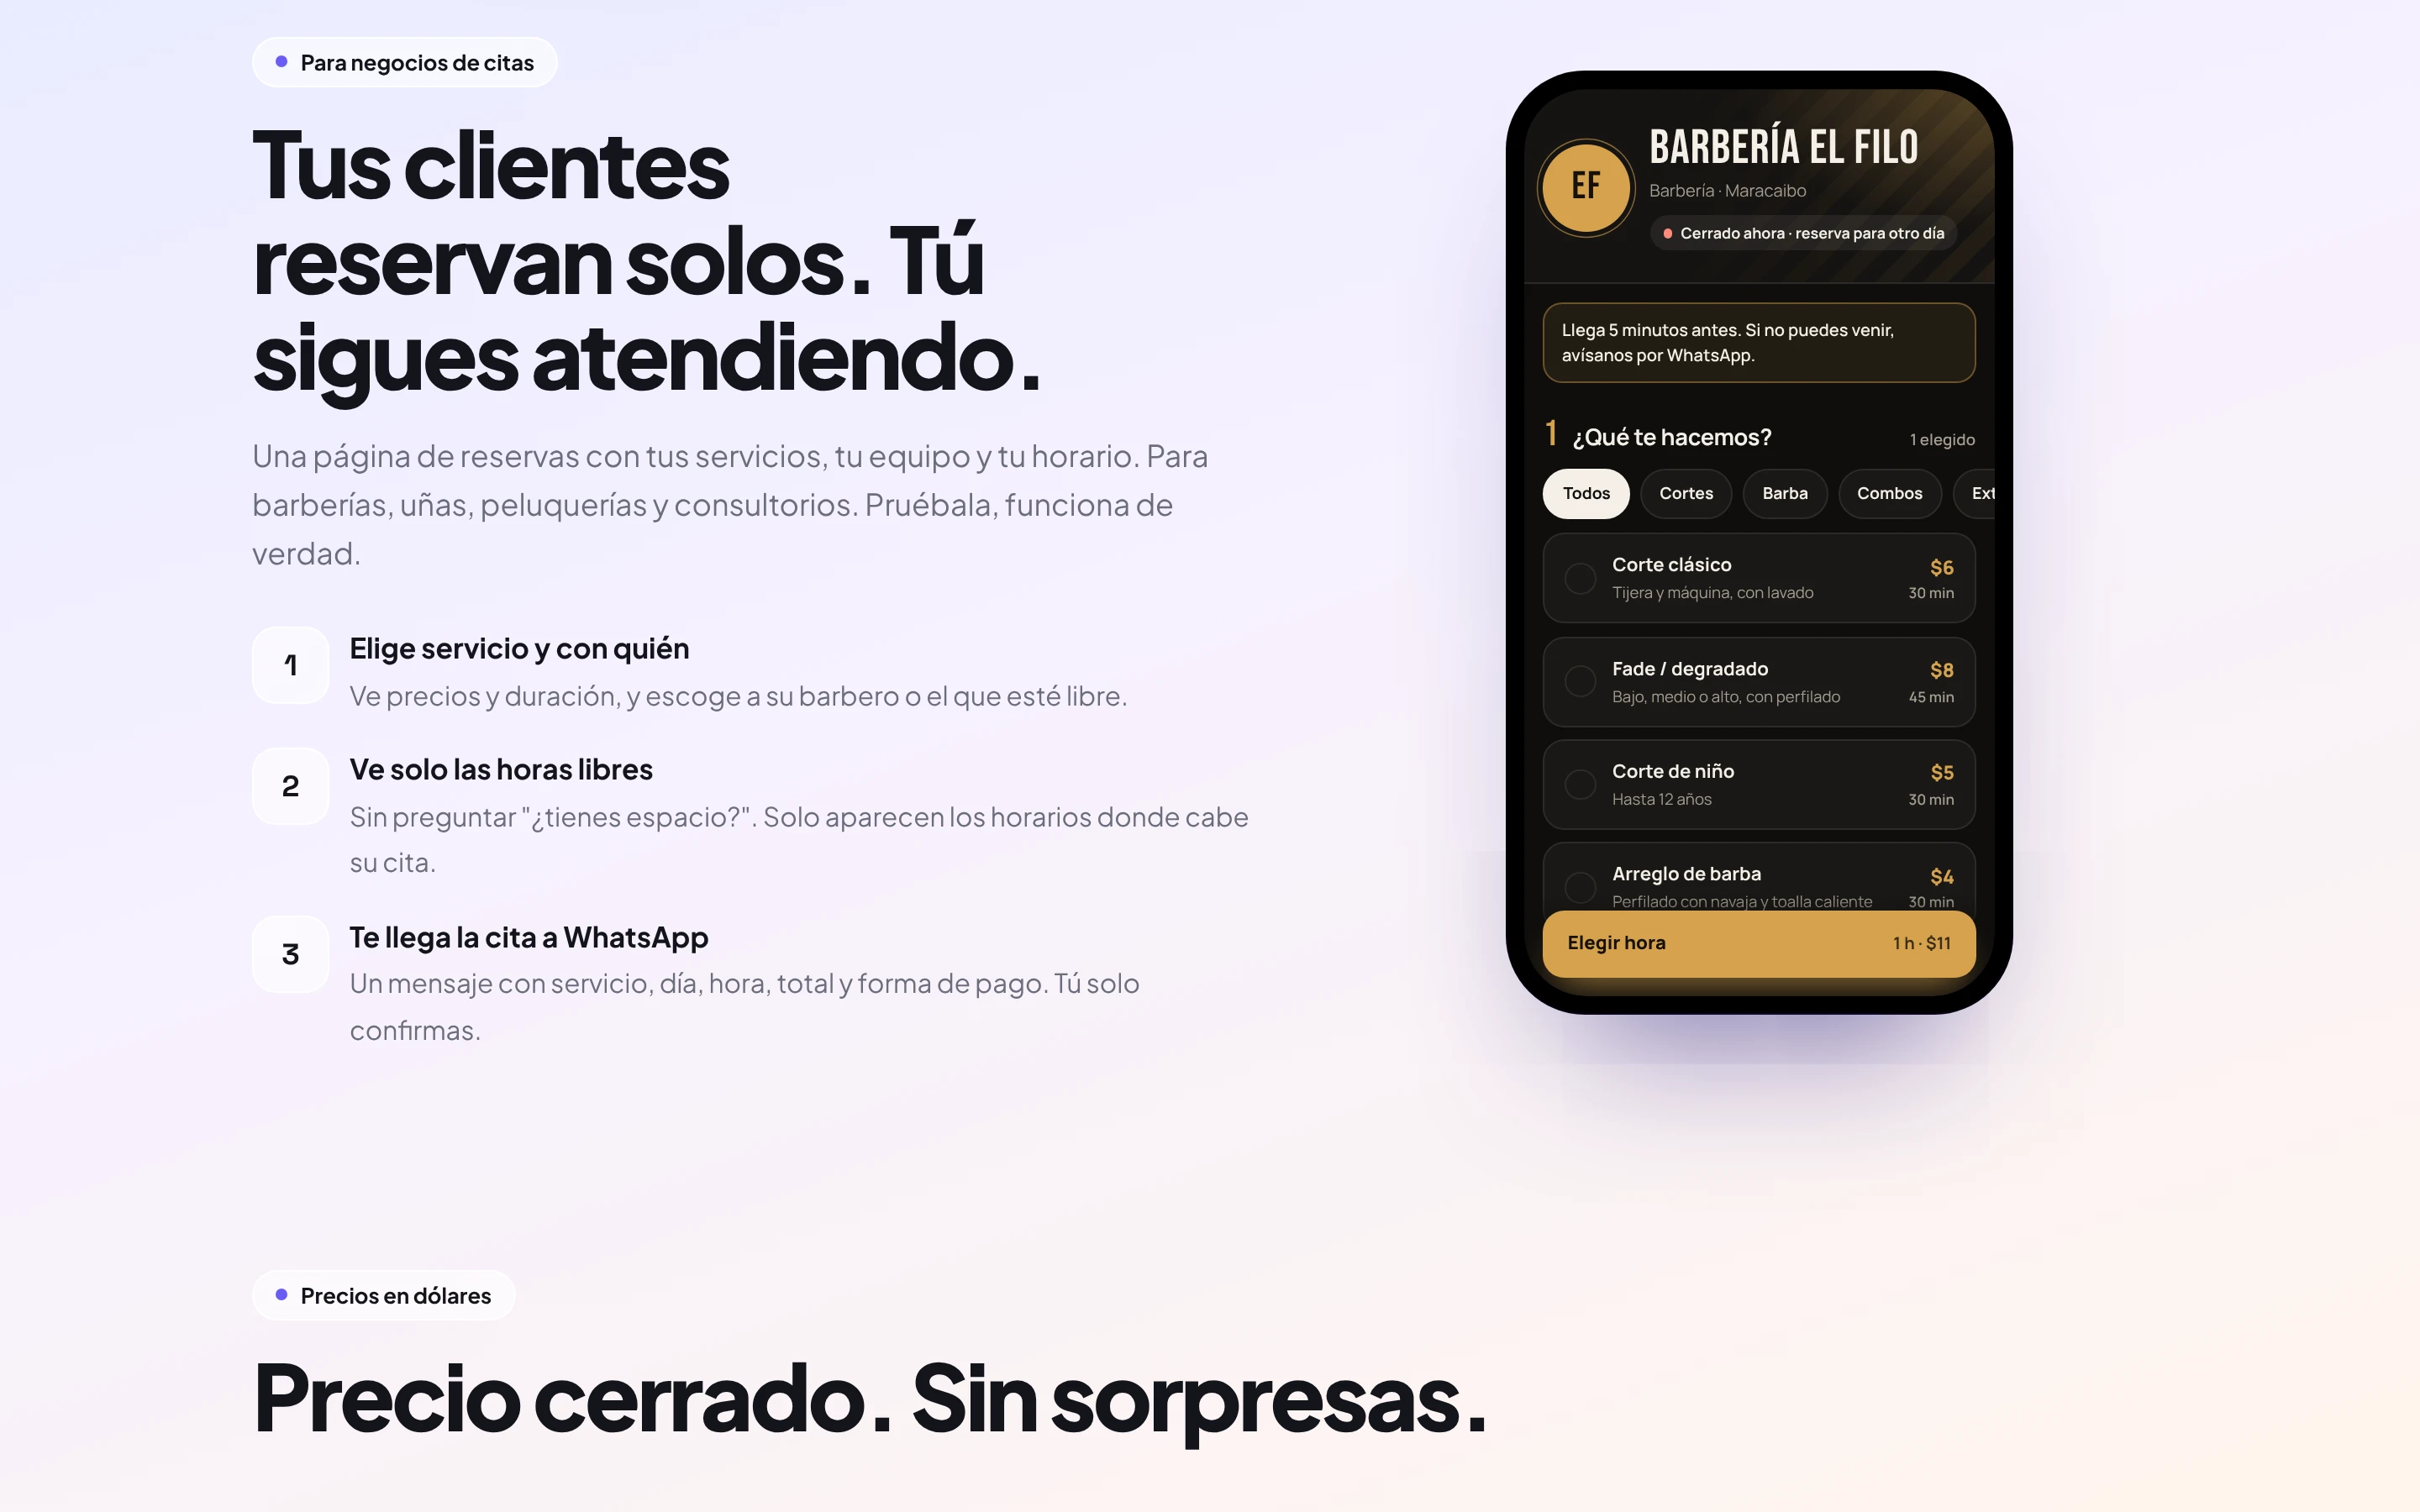 Para negocios de citas
Tus clientes
reservan solos. Tú
sigues atendiendo.
Una página de reservas con tus servicios, tu equipo y tu horario. Para
barberías, uñas, peluquerías y consultorios. Pruébala, funciona de
verdad.
1
Elige servicio y con quién
Ve precios y duración, y escoge a su barbero o el que esté libre.
2
Ve solo las horas libres
Sin preguntar "¿tienes espacio?". Solo aparecen los horarios donde cabe
su cita.
3
Te llega la cita a WhatsApp
Un mensaje con servicio, día, hora, total y forma de pago. Tú solo
confirmas.
EF
BARBERÍA EL FILO
Barbería · Maracaibo
Cerrado ahora · reserva para otro día
Llega 5 minutos antes. Si no puedes venir,
avísanos por WhatsApp.
1 ¿Qué te hacemos? 1 elegido
Todos Cortes Barba Combos Ext
Corte clásico $6
Tijera y máquina, con lavado 30 min
Fade / degradado $8
Bajo, medio o alto, con perfilado 45 min
Corte de niño $5
Hasta 12 años 30 min
Arreglo de barba $4
Perfilado con navaja y toalla caliente 30 min
Elegir hora 1 h · $11
Precios en dólares
Precio cerrado. Sin sorpresas.